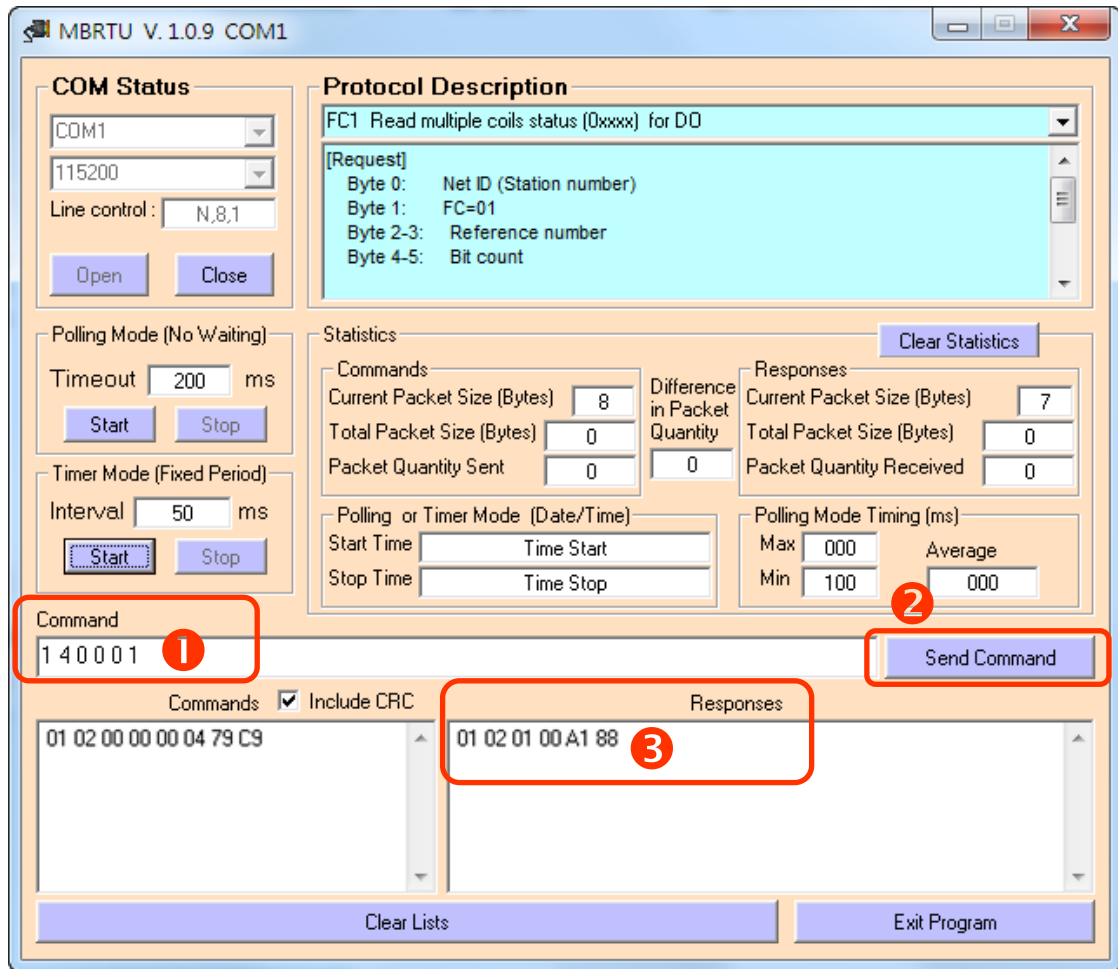 MBRTU V. 1.0.9 COM1
COM Status
COM1
115200
Line control : N,8,1
Open Close
Protocol Description
FC1 Read multiple coils status (0xxxx) for DO
[Request]
Byte 0: Net ID (Station number)
Byte 1: FC=01
Byte 2-3: Reference number
Byte 4-5: Bit count
Polling Mode (No Waiting)
Timeout 200 ms
Start Stop
Timer Mode (Fixed Period)
Interval 50 ms
Start Stop
Statistics
Clear Statistics
Commands
Current Packet Size (Bytes) 8
Total Packet Size (Bytes) 0
Packet Quantity Sent 0
Difference
in Packet
Quantity
0
Responses
Current Packet Size (Bytes) 7
Total Packet Size (Bytes) 0
Packet Quantity Received 0
Polling or Timer Mode (Date/Time)
Start Time Time Start
Stop Time Time Stop
Polling Mode Timing (ms)
Max 000 Average
Min 100 000
Command
1 4 0 0 0 1 1
2
Send Command
Commands Include CRC
01 02 00 00 00 04 79 C9
Responses
01 02 01 00 A1 88 3
Clear Lists
Exit Program